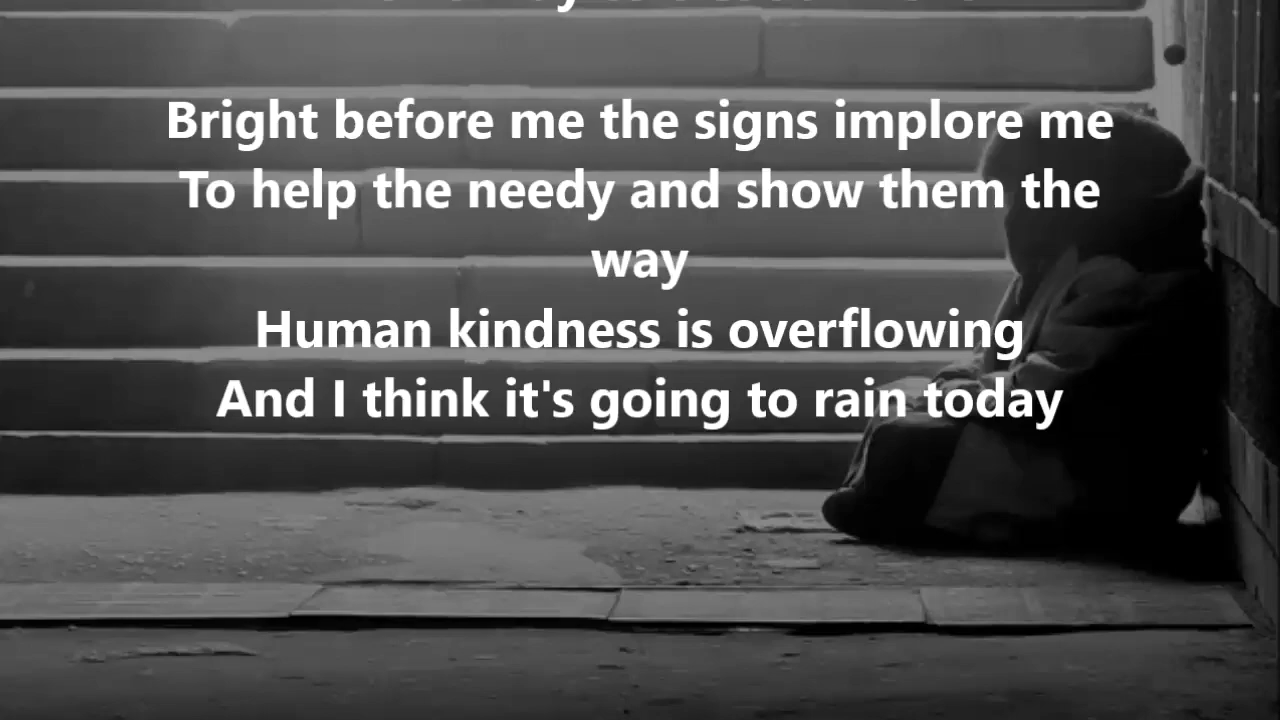 Bright before me the signs implore me
To help the needy and show them the
way
Human kindness is overflowing
And I think it's going to rain today